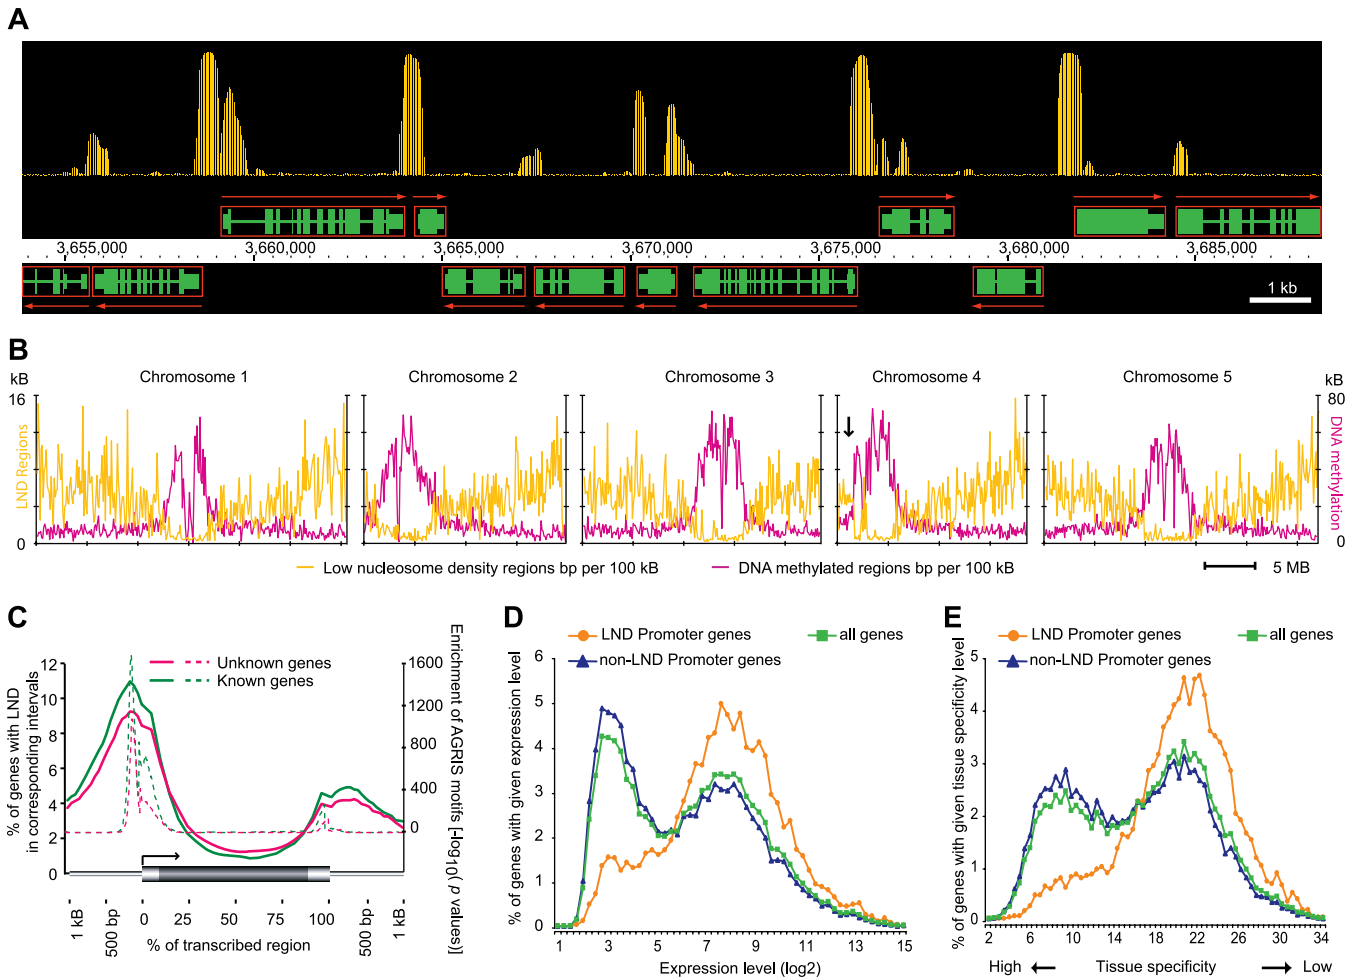 A
3,655,000 3,660,000 3,665,000 3,670,000 3,675,000 3,680,000 3,685,000
1 kb
B
kB Chromosome 1 Chromosome 2 Chromosome 3 Chromosome 4 Chromosome 5 kB
16 80
LND Regions
DNA methylation
0 0
Low nucleosome density regions bp per 100 kB
DNA methylated regions bp per 100 kB
5 MB
C
Unknown genes
Known genes
% of genes with LND
in corresponding intervals
12
10
8
6
4
2
0
1600
1200
800
400
0
Enrichment of AGRIS motifs [-log10( p values)]
1 kB 500 bp 0 25 50 75 100 500 bp 1 kB
% of transcribed region
D
LND Promoter genes
all genes
non-LND Promoter genes
% of genes with given expression level
6
5
4
3
2
1
0
1 3 5 7 9 11 13 15
Expression level (log2)
E
LND Promoter genes
all genes
non-LND Promoter genes
% of genes with given tissue specificity level
5
4
3
2
1
0
2 6 10 14 18 22 26 30 34
High Tissue specificity Low